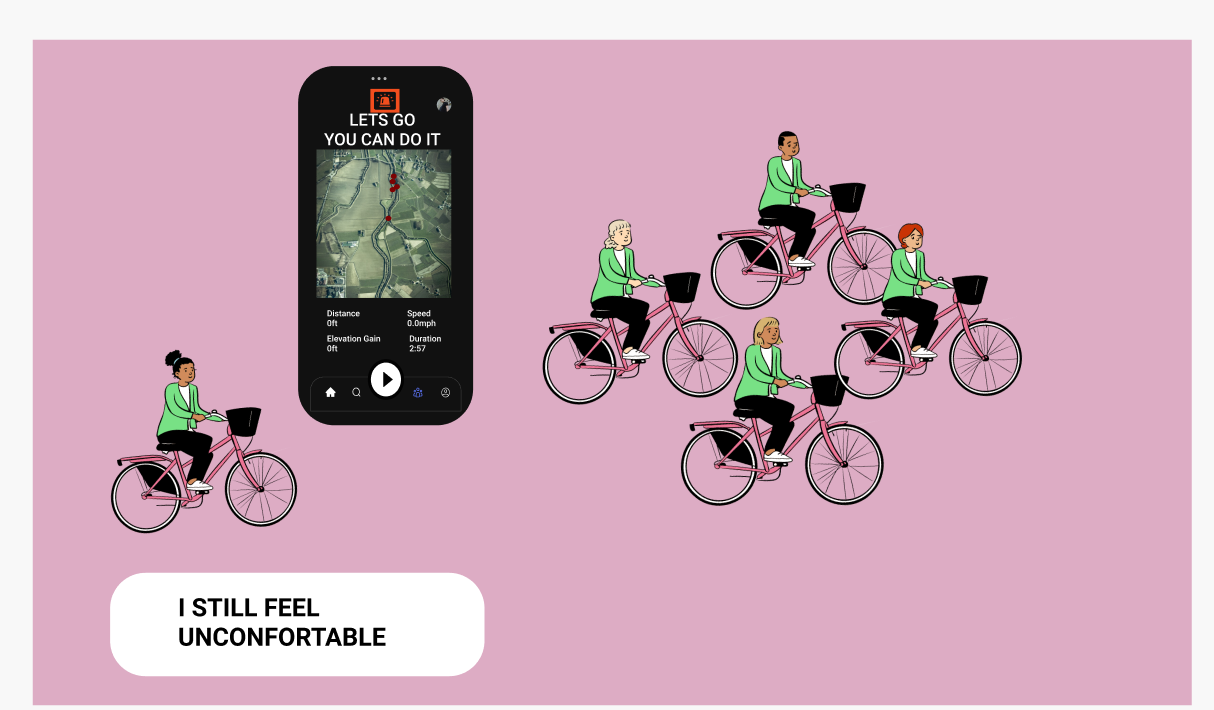 LETS GO
YOU CAN DO IT
Distance Speed
0ft 0.0mph
Elevation Gain Duration
0ft 2:57
I STILL FEEL
UNCONFORTABLE